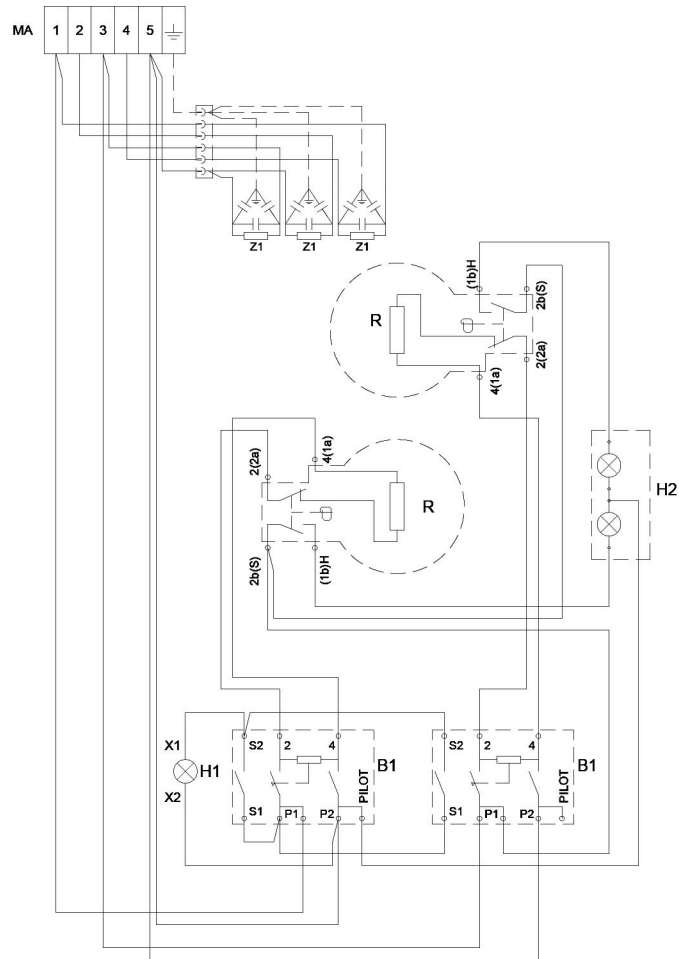 MA 1 2 3 4 5
Z1 Z1 Z1
(1b)H 2b(S)
R
4(1a) 2(2a)
2(2a) 4(1a)
R
H2
2b(S) (1b)H
X1 S2 2 4 S2 2 4
H1 B1 B1
X2 PILOT PILOT
S1 P1 P2 S1 P1 P2